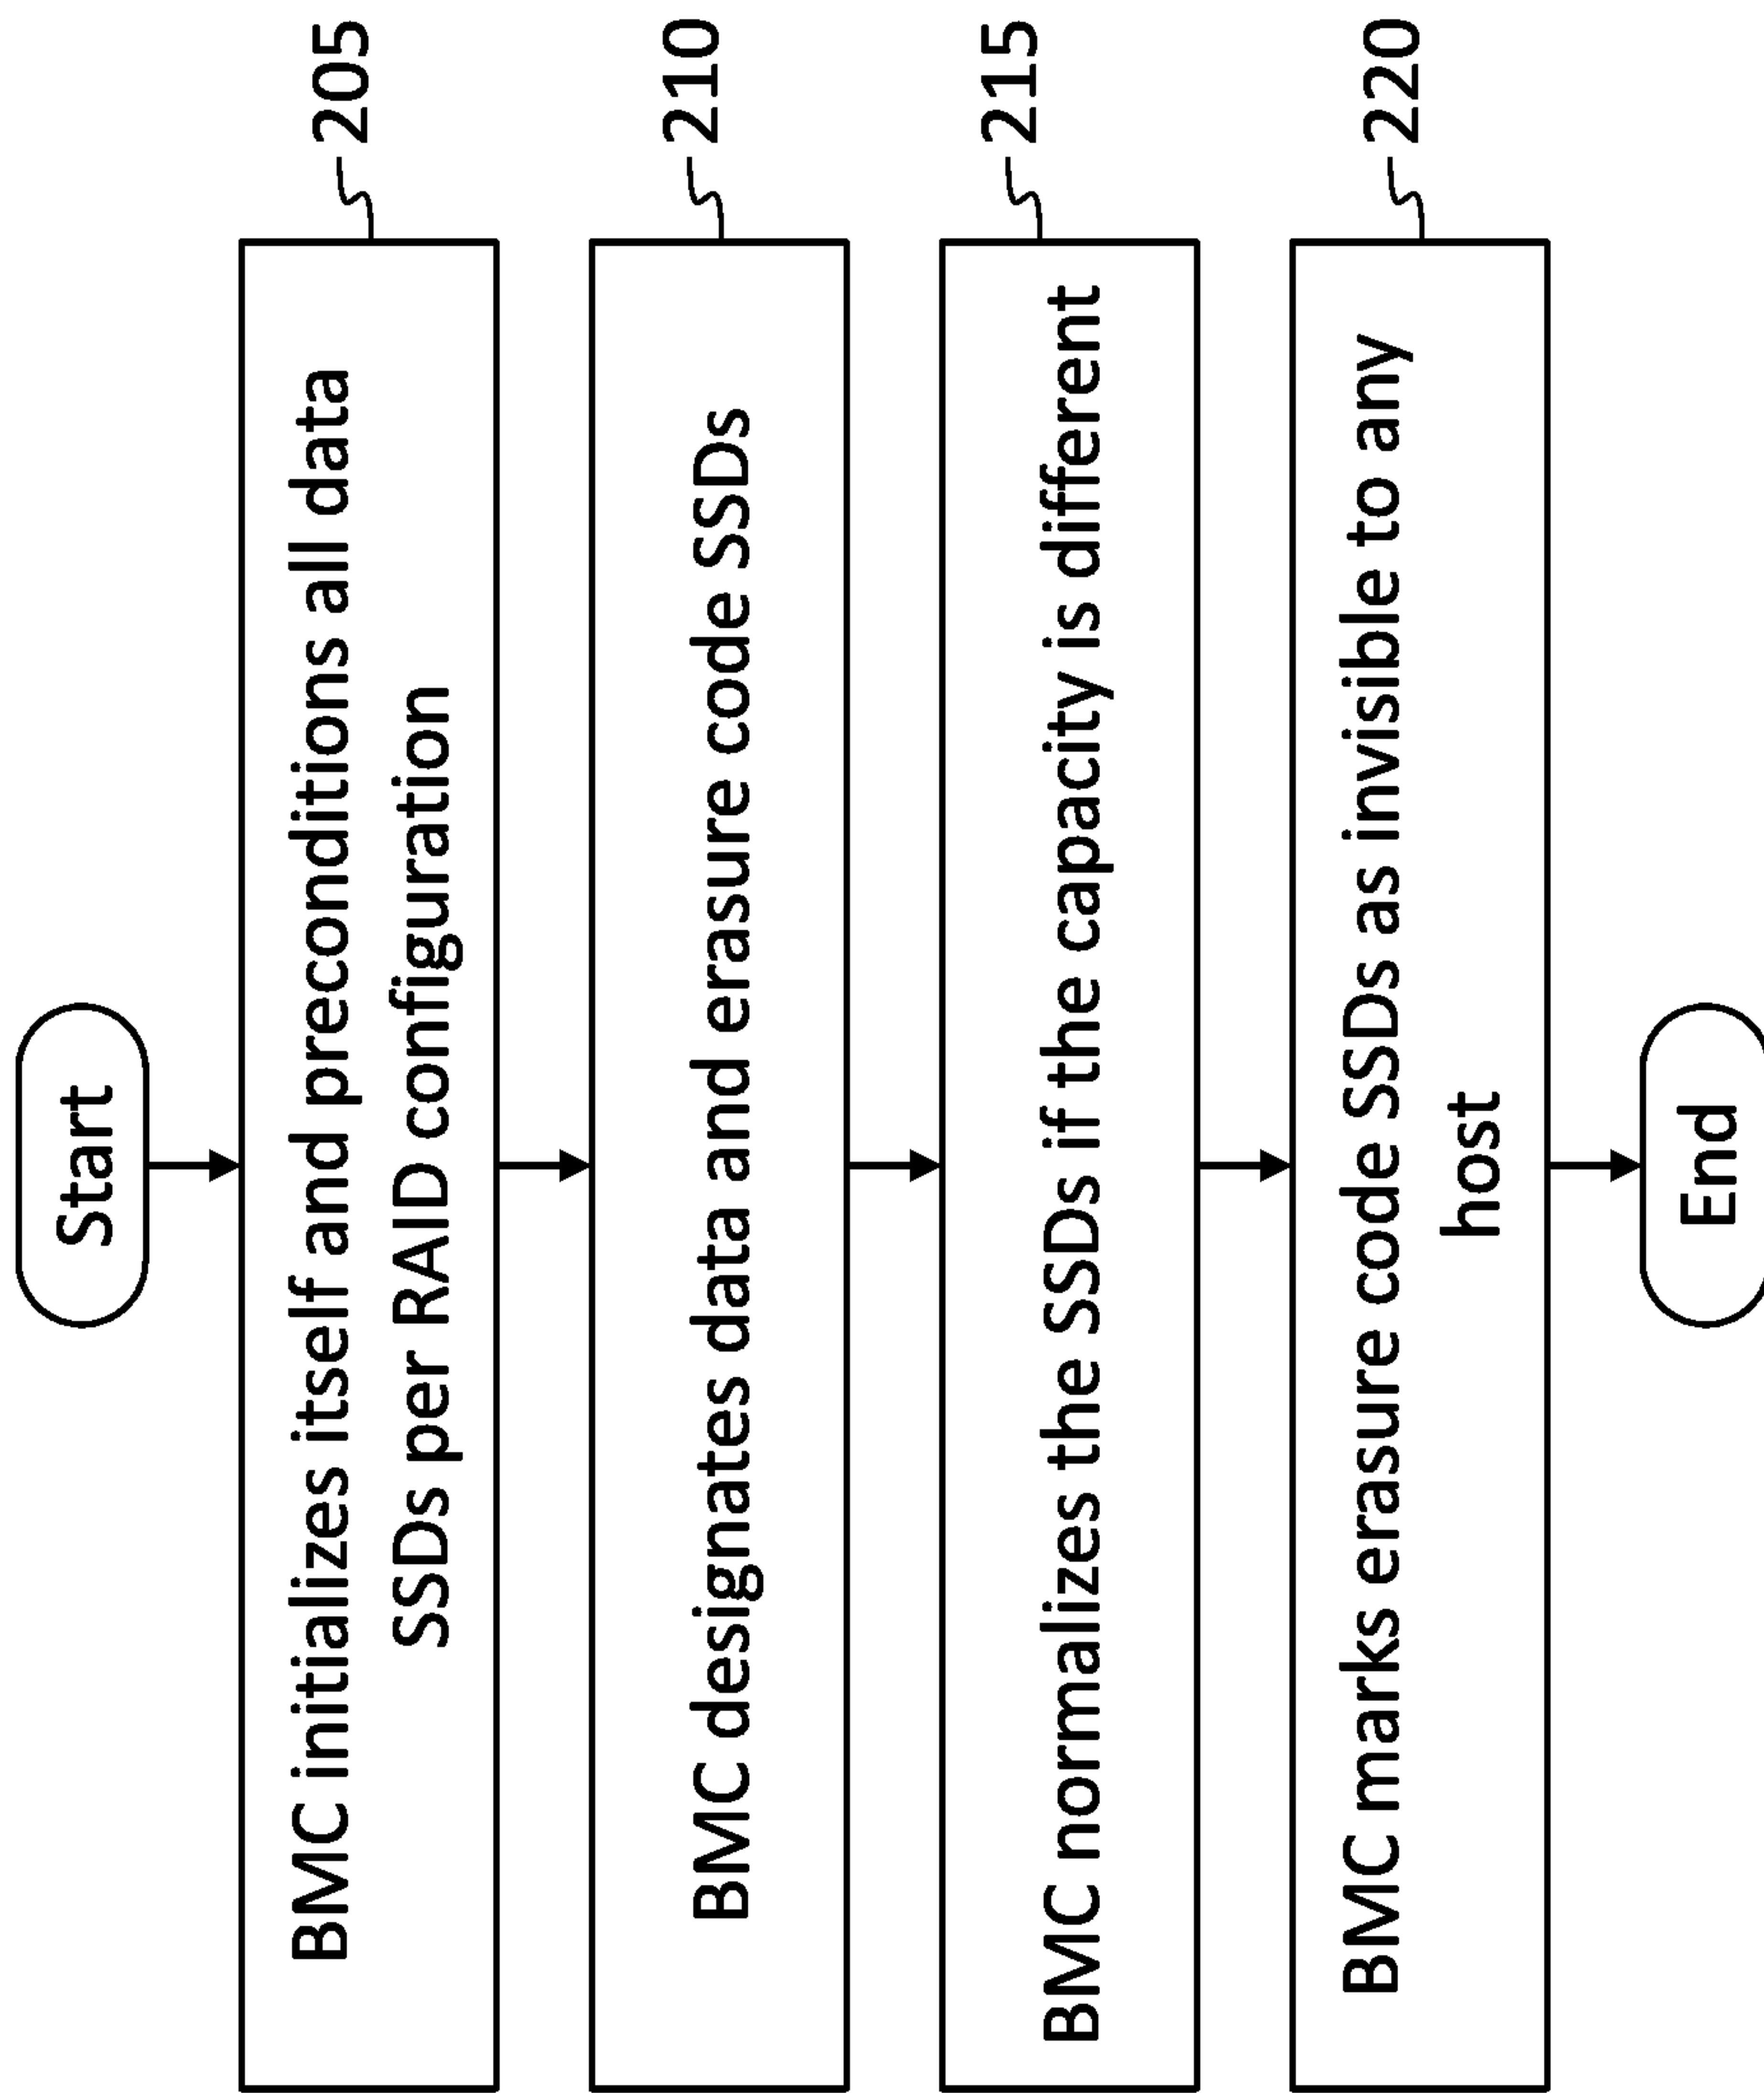 Start
BMC initializes itself and preconditions all data
SSDs per RAID configuration
205
BMC designates data and erasure code SSDs
210
BMC normalizes the SSDs if the capacity is different
215
BMC marks erasure code SSDs as invisible to any
host
220
End